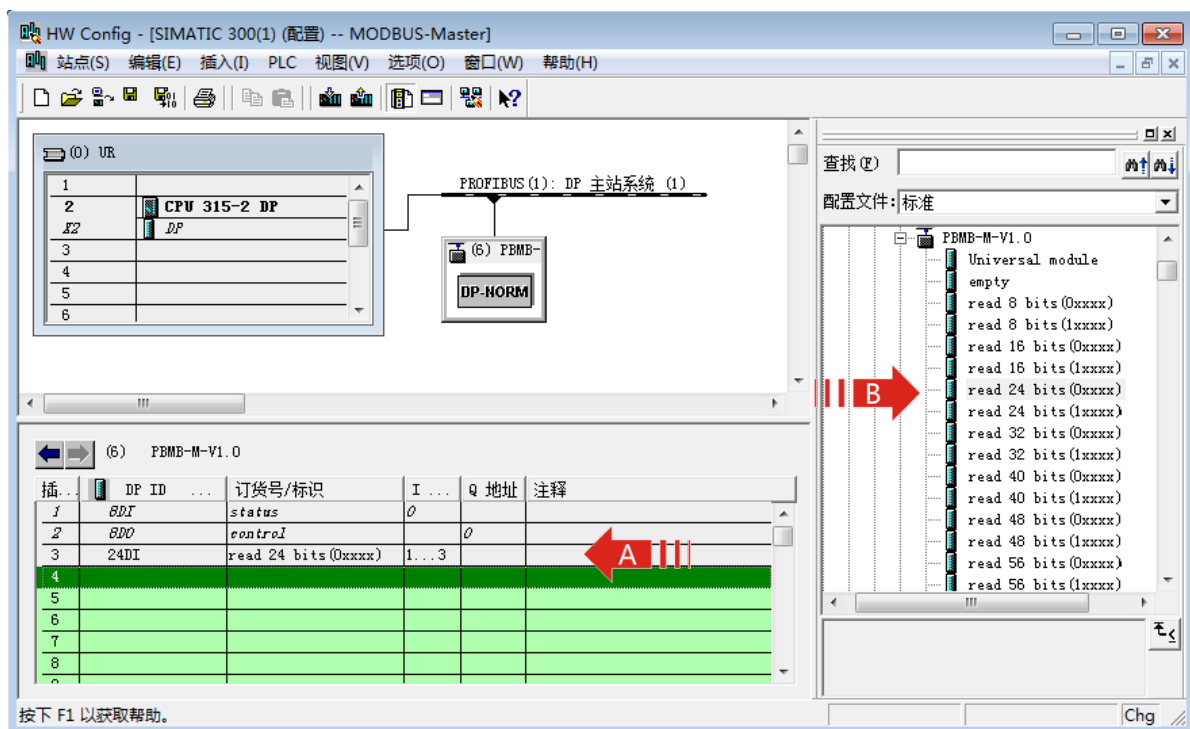 HW Config - [SIMATIC 300(1) (配置) -- MODBUS-Master]
站点(S) 编辑(E) 插入(I) PLC 视图(V) 选项(O) 窗口(W) 帮助(H)
(0) UR
1
2 CPU 315-2 DP
X2 DP
3
4
5
6
PROFIBUS(1): DP 主站系统 (1)
(6) PBMB-
DP-NORM
(6) PBMB-M-V1.0
插... DP ID ... 订货号/标识 I ... Q 地址 注释
1 8DI status 0
2 8DO control 0
3 24DI read 24 bits(0xxxx) 1...3
A
4
5
6
7
8
查找(F)
配置文件: 标准
PBMB-M-V1.0
Universal module
empty
read 8 bits(0xxxx)
read 8 bits(1xxxx)
read 16 bits(0xxxx)
read 16 bits(1xxxx)
B
read 24 bits(0xxxx)
read 24 bits(1xxxx)
read 32 bits(0xxxx)
read 32 bits(1xxxx)
read 40 bits(0xxxx)
read 40 bits(1xxxx)
read 48 bits(0xxxx)
read 48 bits(1xxxx)
read 56 bits(0xxxx)
read 56 bits(1xxxx)
按下 F1 以获取帮助。
Chg